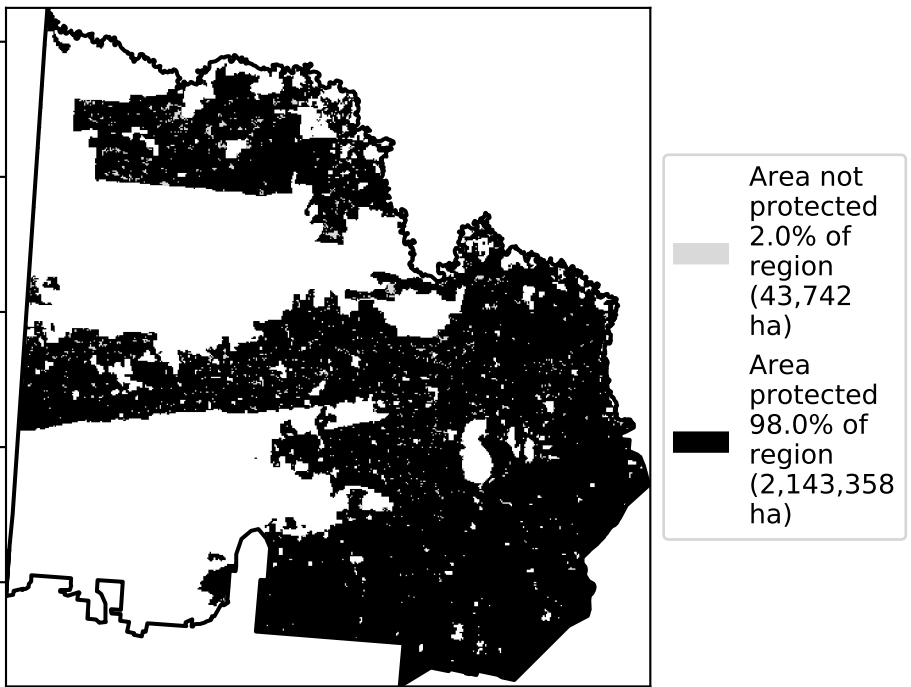 Area not
protected
2.0% of
region
(43,742
ha)
Area
protected
98.0% of
region
(2,143,358
ha)